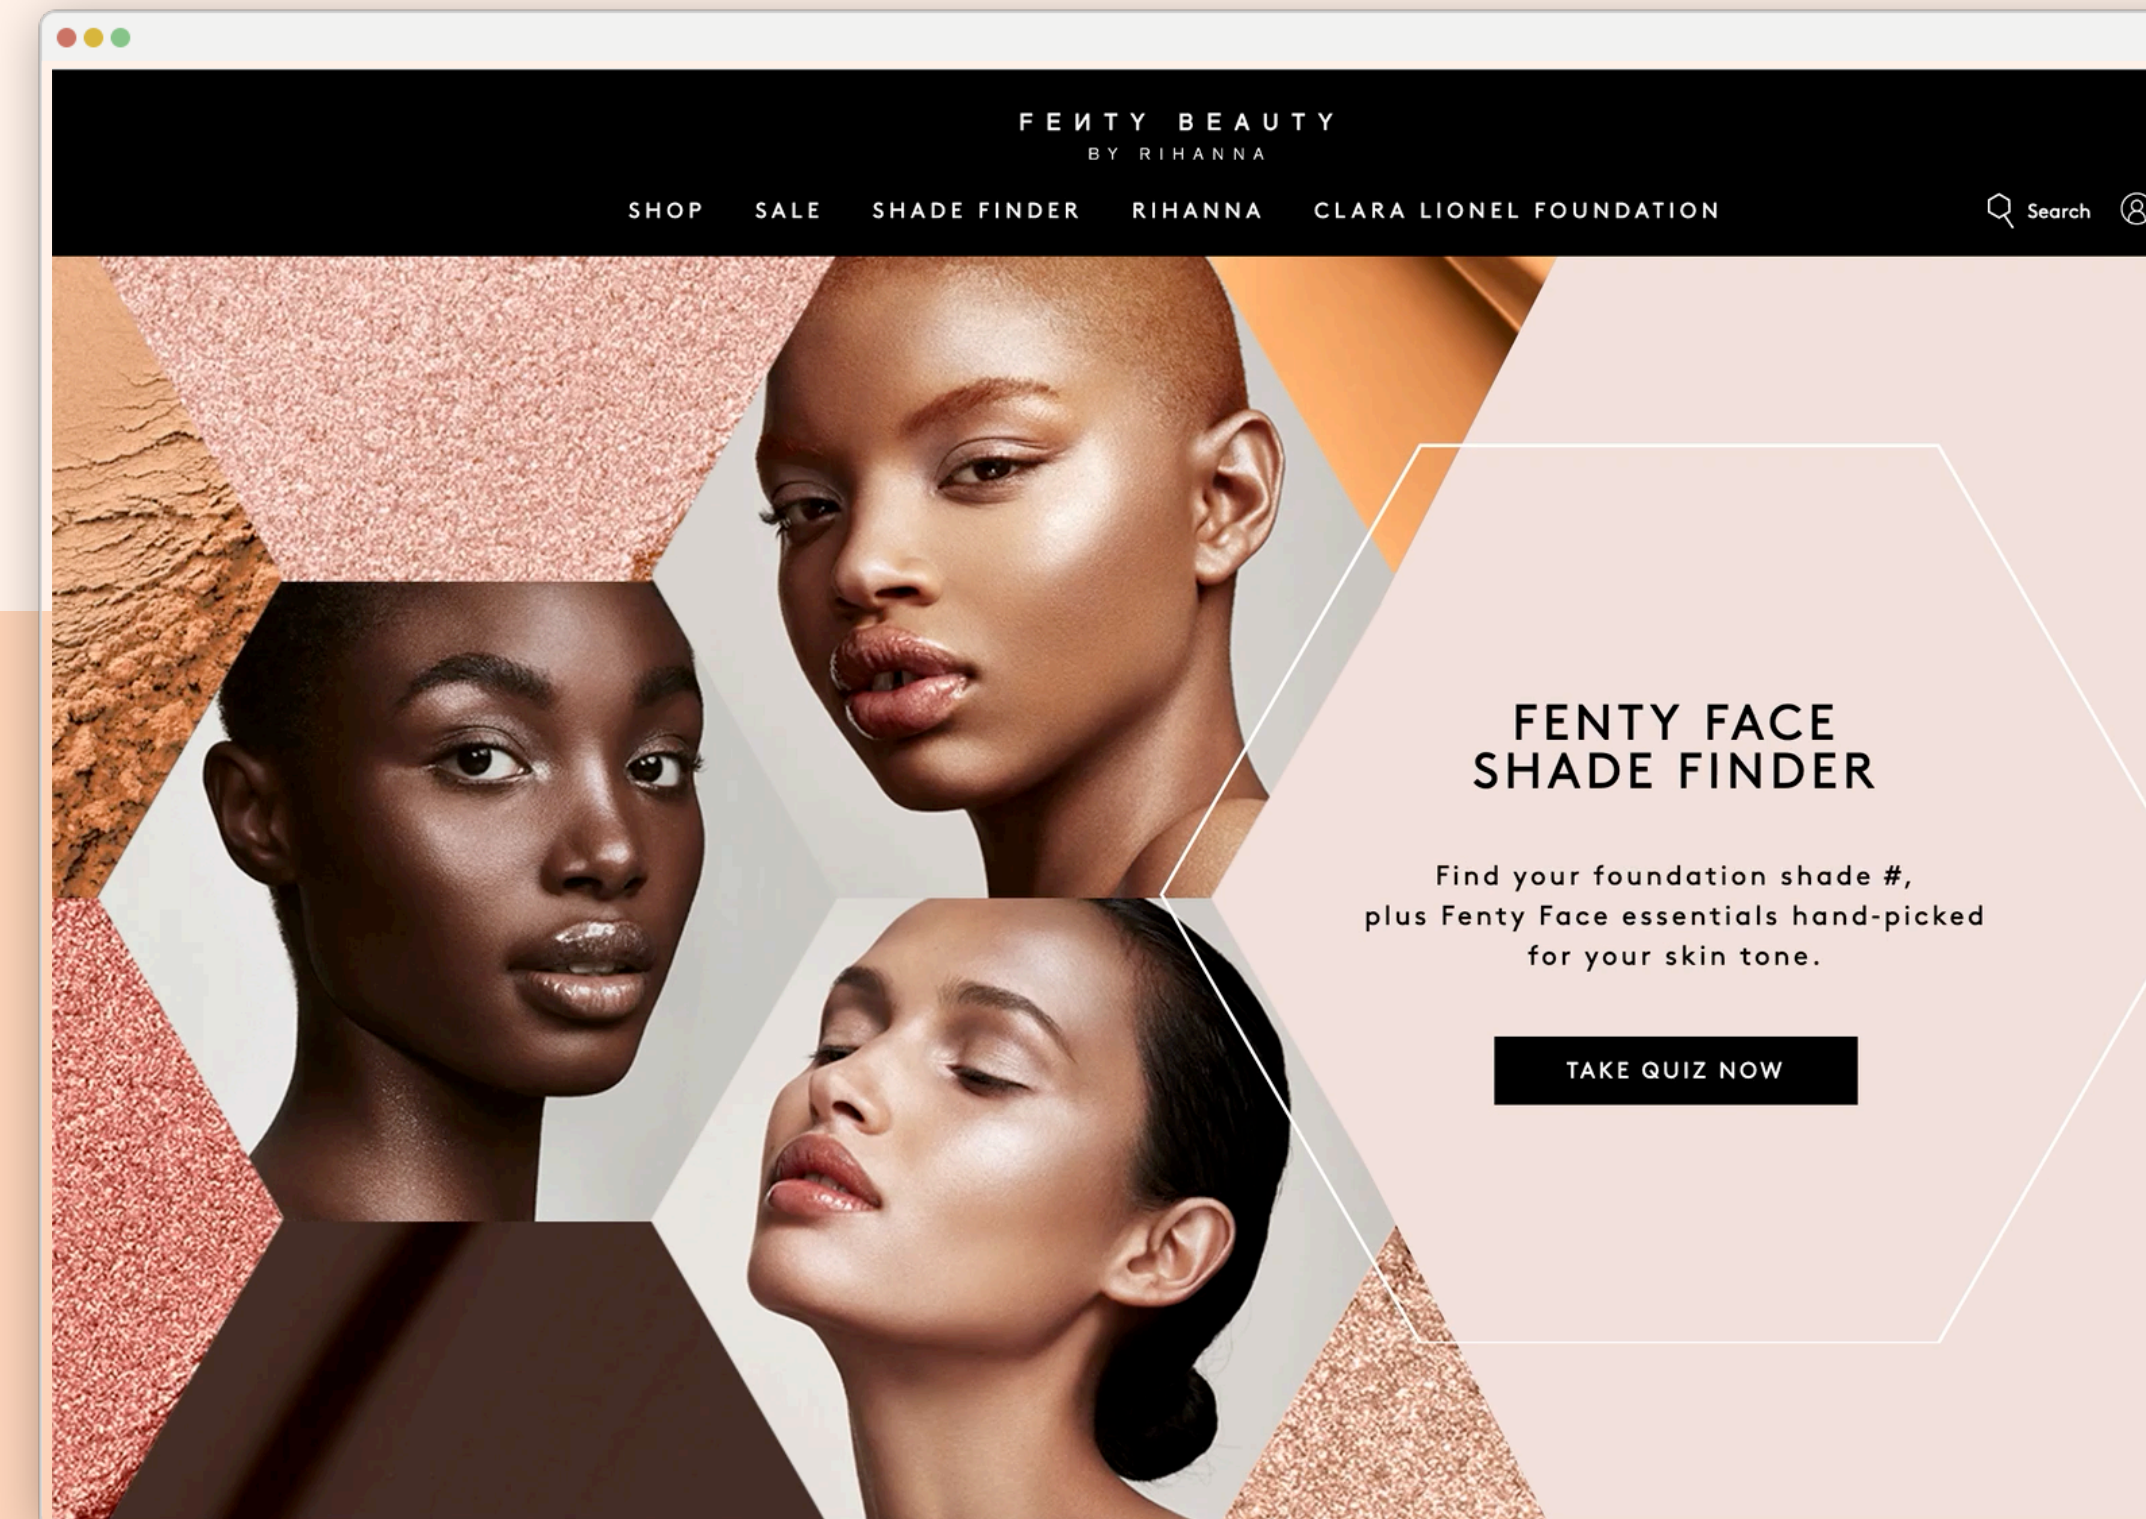 FENTY BEAUTY
BY RIHANNA
SHOP SALE SHADE FINDER RIHANNA CLARA LIONEL FOUNDATION Search
FENTY FACE
SHADE FINDER
Find your foundation shade #,
plus Fenty Face essentials hand-picked
for your skin tone.
TAKE QUIZ NOW